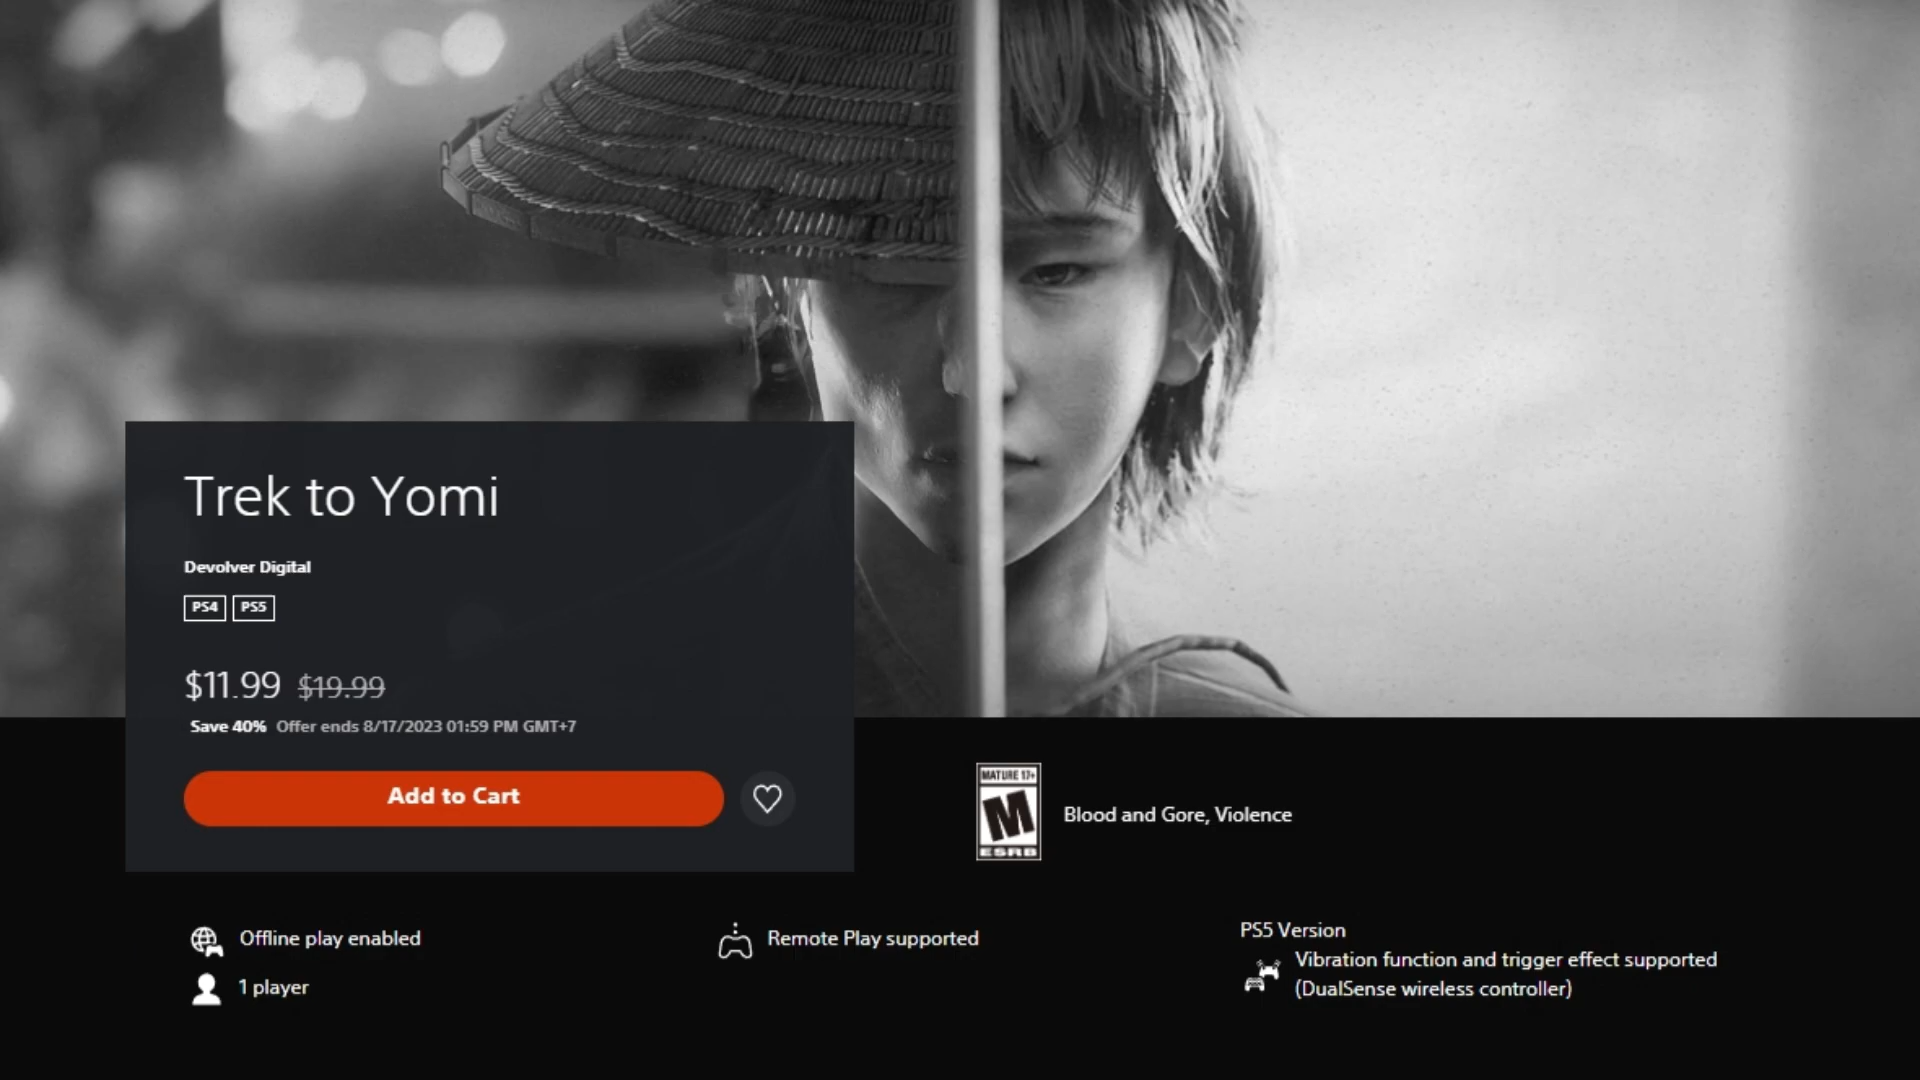 Trek to Yomi
Devolver Digital
PS4 PS5
$11.99 $19.99
Save 40% Offer ends 8/17/2023 01:59 PM GMT+7
Add to Cart
MATURE 17+
M
ESRB
Blood and Gore, Violence
Offline play enabled
1 player
Remote Play supported
PS5 Version
Vibration function and trigger effect supported
(DualSense wireless controller)